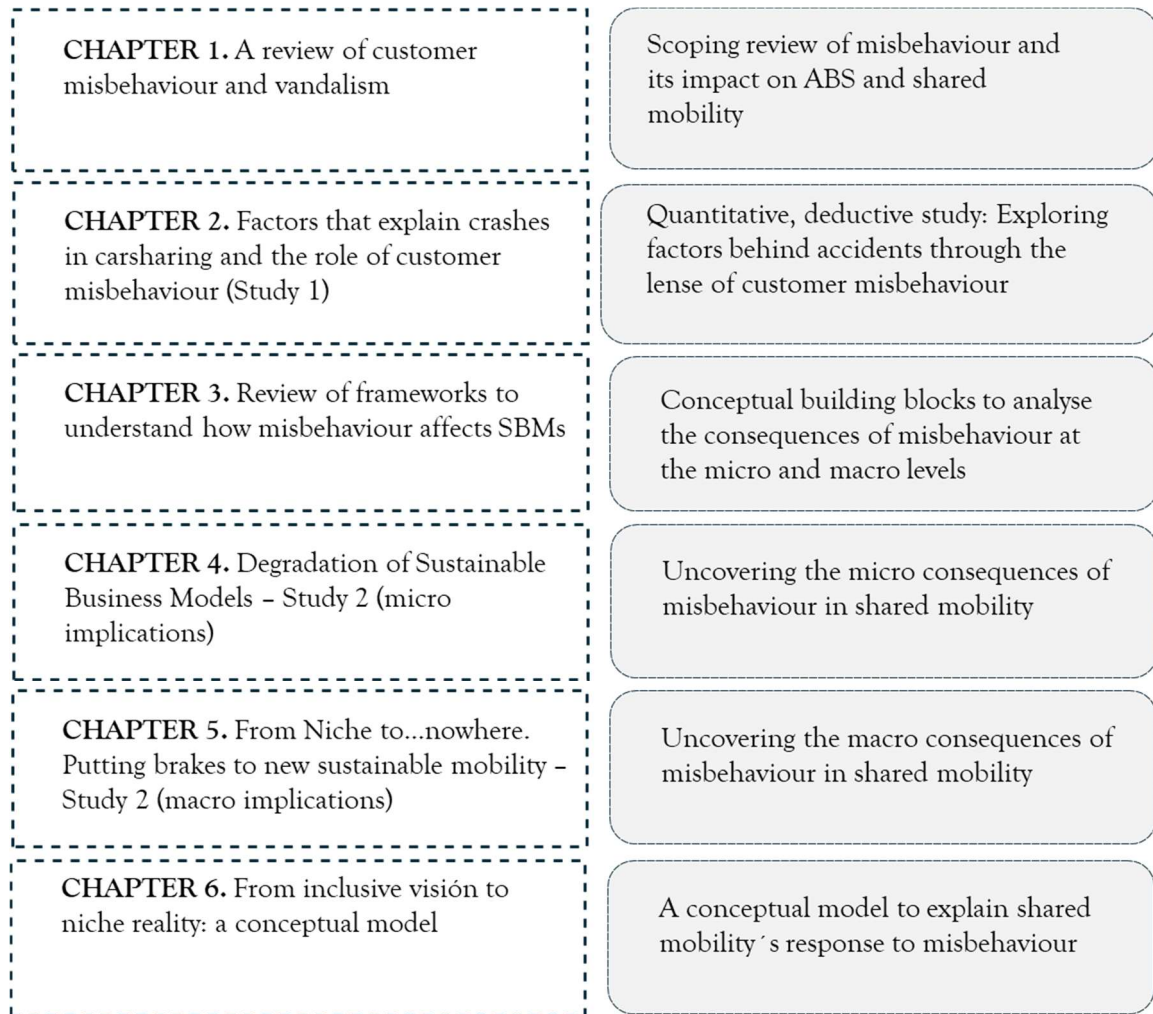 CHAPTER 1. A review of customer
misbehaviour and vandalism
Scoping review of misbehaviour and
its impact on ABS and shared
mobility
CHAPTER 2. Factors that explain crashes
in carsharing and the role of customer
misbehaviour (Study 1)
Quantitative, deductive study: Exploring
factors behind accidents through the
lense of customer misbehaviour
CHAPTER 3. Review of frameworks to
understand how misbehaviour affects SBMs
Conceptual building blocks to analyse
the consequences of misbehaviour at
the micro and macro levels
CHAPTER 4. Degradation of Sustainable
Business Models – Study 2 (micro
implications)
Uncovering the micro consequences of
misbehaviour in shared mobility
CHAPTER 5. From Niche to...nowhere.
Putting brakes to new sustainable mobility –
Study 2 (macro implications)
Uncovering the macro consequences of
misbehaviour in shared mobility
CHAPTER 6. From inclusive visión to
niche reality: a conceptual model
A conceptual model to explain shared
mobility´s response to misbehaviour